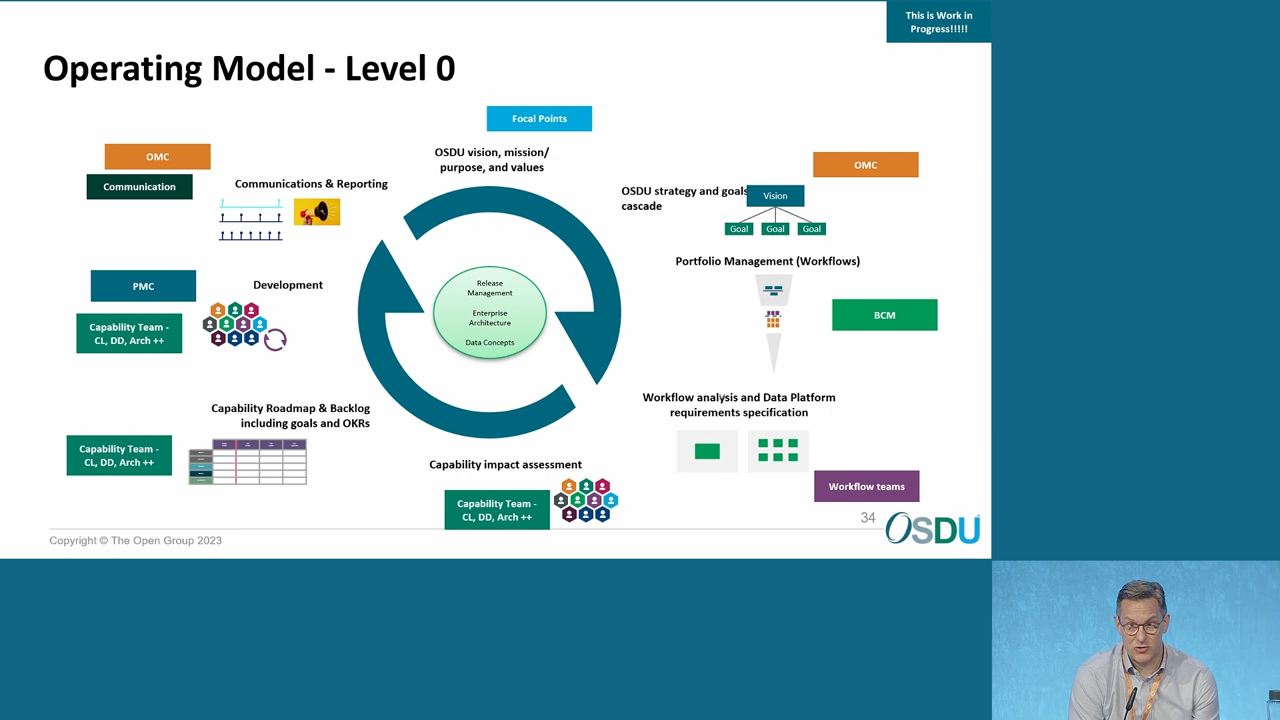 This is Work in
Progress!!!!!
Operating Model - Level 0
Focal Points
OSDU vision, mission/
purpose, and values
OMC
Communication
Communications & Reporting
OMC
OSDU strategy and goals
cascade
Vision
Goal
Goal
Goal
Portfolio Management (Workflows)
BCM
PMC
Development
Capability Team -
CL, DD, Arch ++
Release
Management
Enterprise
Architecture
Data Concepts
Workflow analysis and Data Platform
requirements specification
Workflow teams
Capability Roadmap & Backlog
including goals and OKRs
Capability Team -
CL, DD, Arch ++
Capability impact assessment
Capability Team -
CL, DD, Arch ++
34
OSDU
Copyright © The Open Group 2023